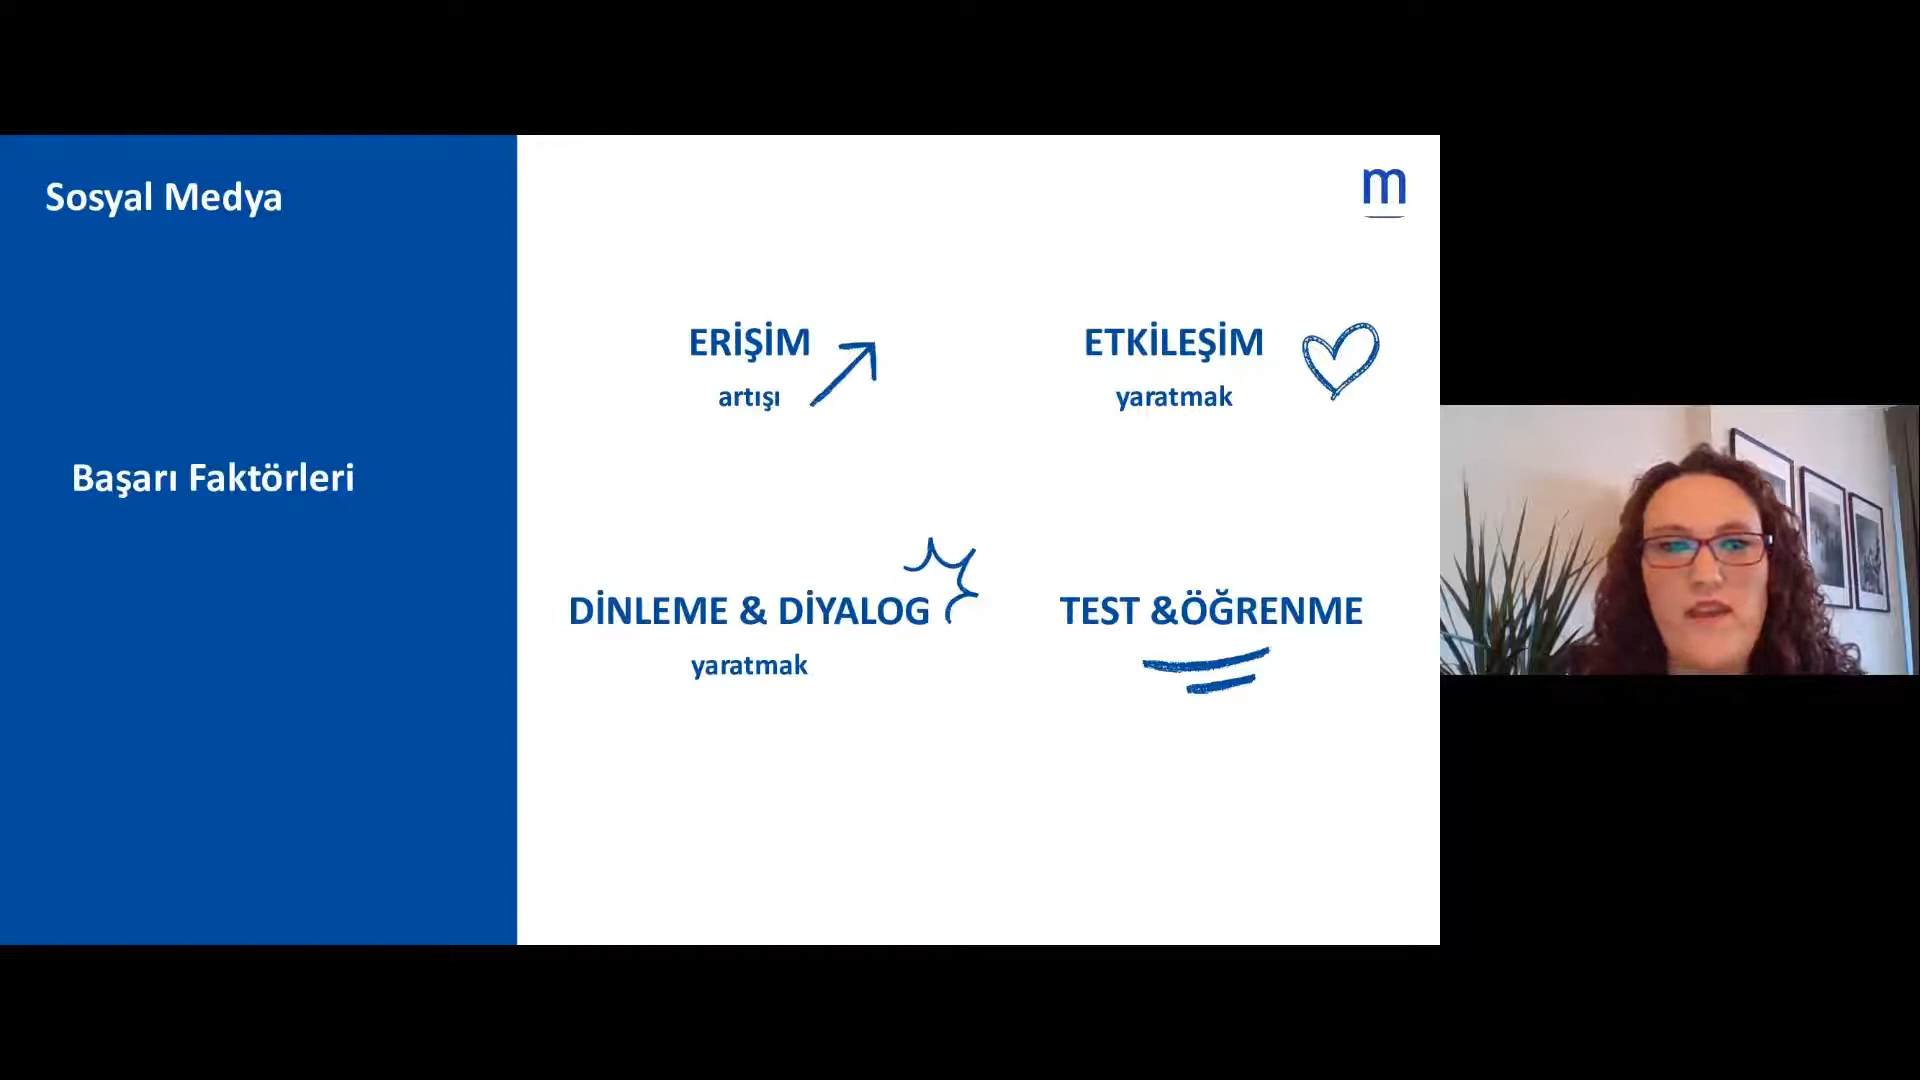 Sosyal Medya
Başarı Faktörleri
m
ERİŞİM
artışı
ETKİLEŞİM
yaratmak
DİNLEME & DİYALOG
yaratmak
TEST &ÖĞRENME